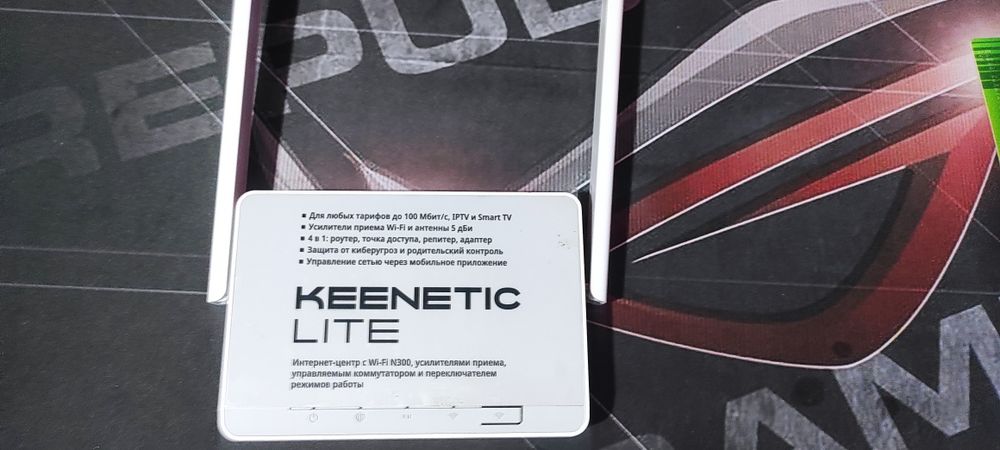 REPUB
■ Для любых тарифов до 100 Мбит/с, IPTV и Smart TV
■ Усилители приема Wi-Fi и антенны 5 дБи
■ 4 в 1: роутер, точка доступа, репитер, адаптер
■ Защита от киберугроз и родительский контроль
■ Управление сетью через мобильное приложение
KEENETIC
LITE
Интернет-центр с Wi-Fi N300, усилителями приема,
управляемым коммутатором и переключателем
режимов работы
GAM